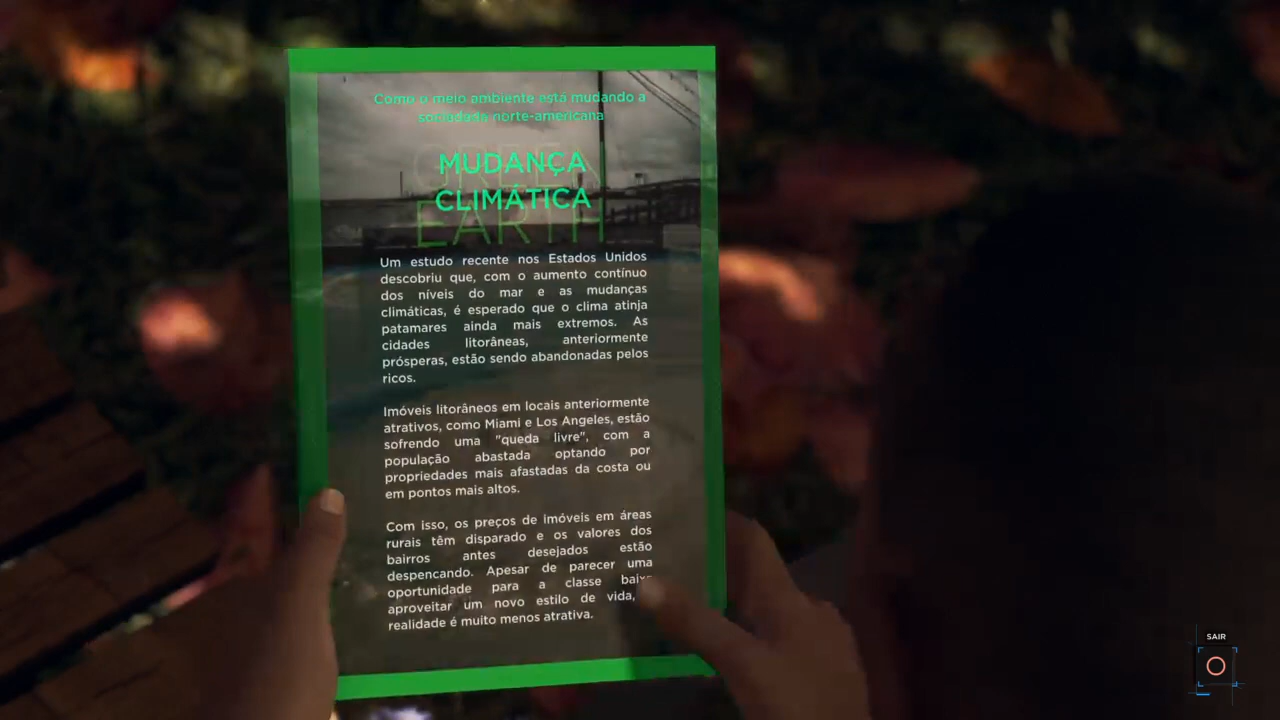 Como o meio ambiente está mudando a
sociedade norte-americana
GREEN
MUDANÇA
CLIMÁTICA
EARTH
Um estudo recente nos Estados Unidos
descobriu que, com o aumento contínuo
dos níveis do mar e as mudanças
climáticas, é esperado que o clima atinja
patamares ainda mais extremos. As
cidades litorâneas, anteriormente
prósperas, estão sendo abandonadas pelos
ricos.
Imóveis litorâneos em locais anteriormente
atrativos, como Miami e Los Angeles, estão
sofrendo uma "queda livre", com a
população abastada optando por
propriedades mais afastadas da costa ou
em pontos mais altos.
Com isso, os preços de imóveis em áreas
rurais têm disparado e os valores dos
bairros antes desejados estão
despencando. Apesar de parecer uma
oportunidade para a classe baixa
aproveitar um novo estilo de vida,
realidade é muito menos atrativa.
SAIR